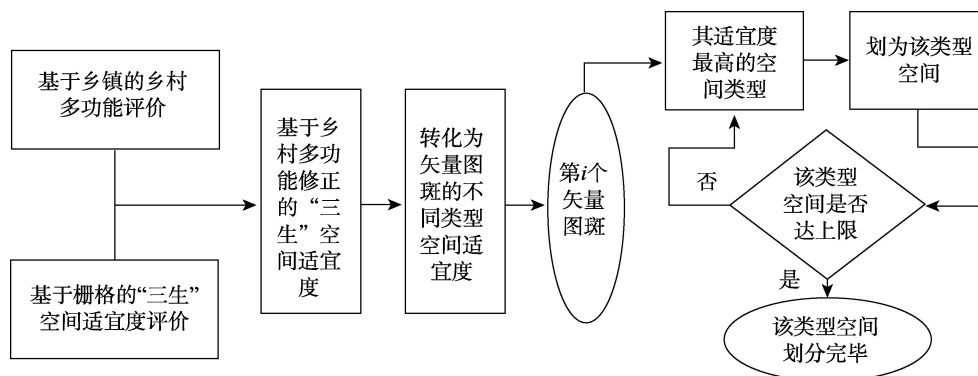 基于乡镇的乡村
多功能评价
基于栅格的“三生”
空间适宜度评价
基于乡
村多功
能修正
的“三
生”空
间适宜
度
转化为
矢量图
斑的不
同类型
空间适
宜度
第i个
矢量
图斑
其适宜度
最高的空
间类型
划为该类型
空间
该类型
空间是否
达上限
否
是
该类型空间
划分完毕